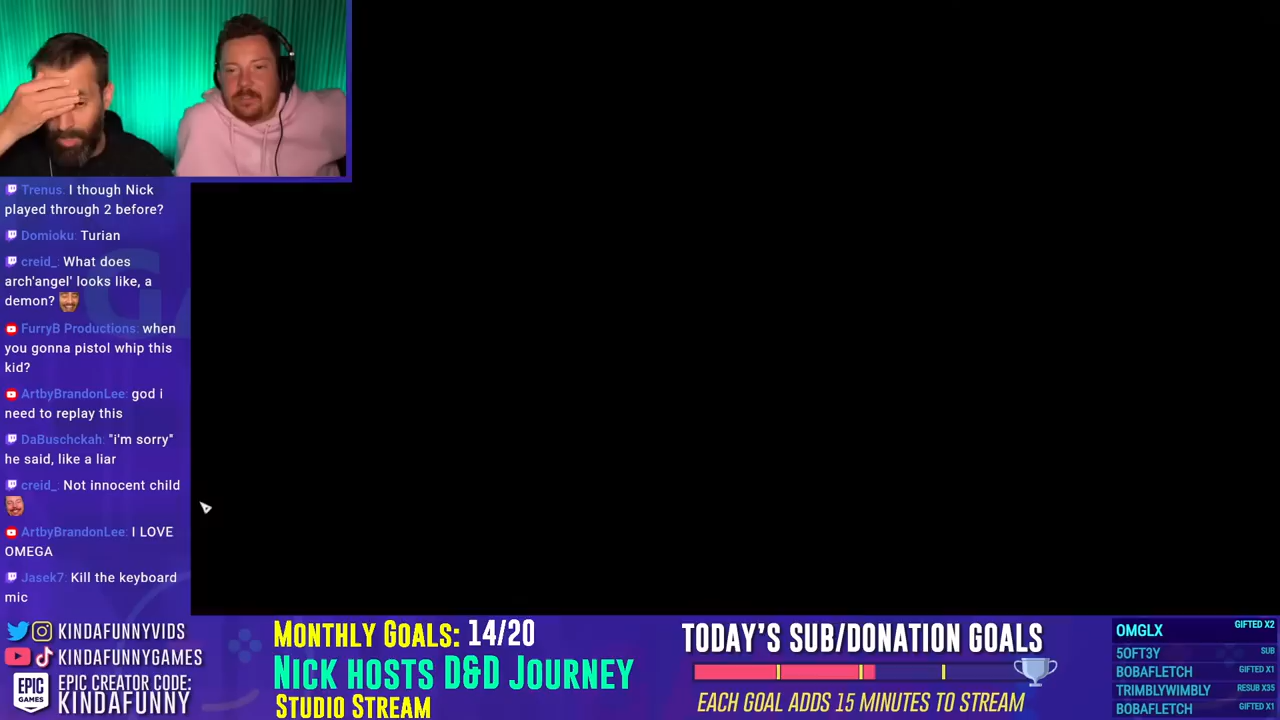 Trenus: I though Nick
played through 2 before?
Domioku: Turian
creid_: What does
arch'angel' looks like, a
demon?
FurryB Productions: when
you gonna pistol whip this
kid?
ArtbyBrandonLee: god i
need to replay this
DaBuschckah: "i'm sorry"
he said, like a liar
creid_: Not innocent child
ArtbyBrandonLee: I LOVE
OMEGA
Jasek7: Kill the keyboard
mic
KINDAFUNNYVIDS
KINDAFUNNYGAMES
EPIC GAMES
EPIC CREATOR CODE:
KINDAFUNNY
MONTHLY GOALS: 14/20
NICK HOSTS D&D JOURNEY
STUDIO STREAM
TODAY'S SUB/DONATION GOALS
EACH GOAL ADDS 15 MINUTES TO STREAM
OMGLX GIFTED X2
5OFT3Y SUB
BOBAFLETCH GIFTED X1
TRIMBLYWIMBLY RESUB X35
BOBAFLETCH GIFTED X1